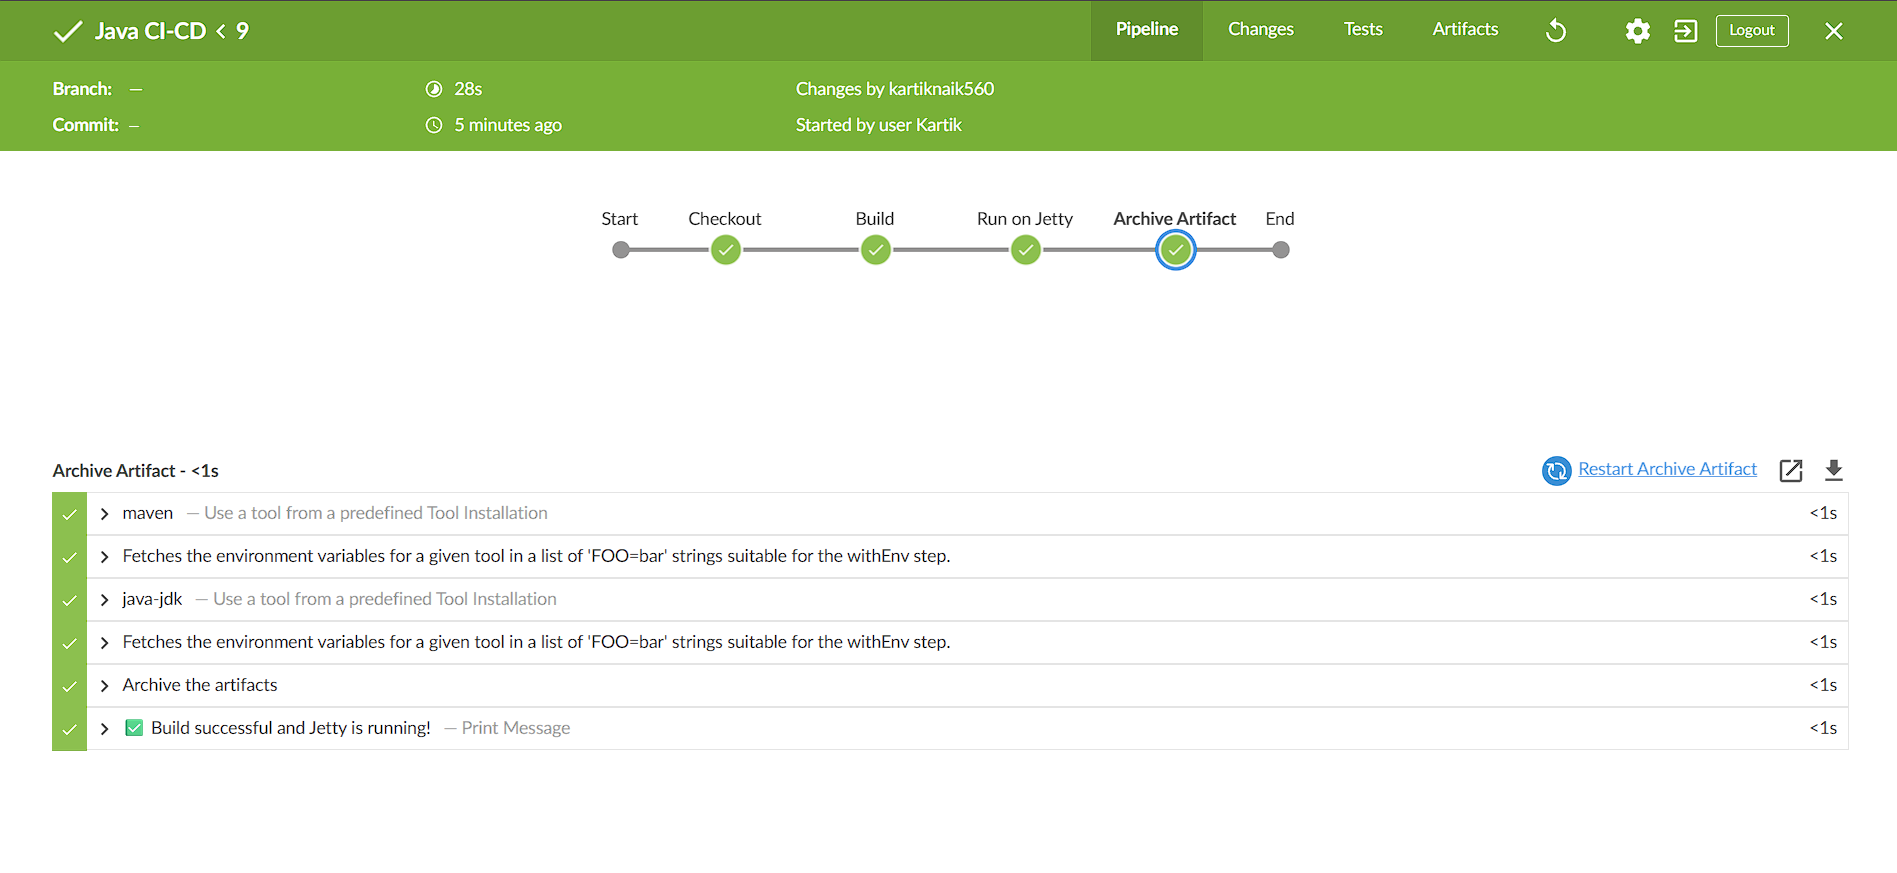 Java CI-CD < 9
Pipeline Changes Tests Artifacts Logout
Branch: —
28s
Changes by kartiknaik560
Commit: –
5 minutes ago
Started by user Kartik
Start Checkout Build Run on Jetty Archive Artifact End
Archive Artifact - <1s
Restart Archive Artifact
maven — Use a tool from a predefined Tool Installation <1s
Fetches the environment variables for a given tool in a list of 'FOO=bar' strings suitable for the withEnv step. <1s
java-jdk — Use a tool from a predefined Tool Installation <1s
Fetches the environment variables for a given tool in a list of 'FOO=bar' strings suitable for the withEnv step. <1s
Archive the artifacts <1s
✅ Build successful and Jetty is running! — Print Message <1s